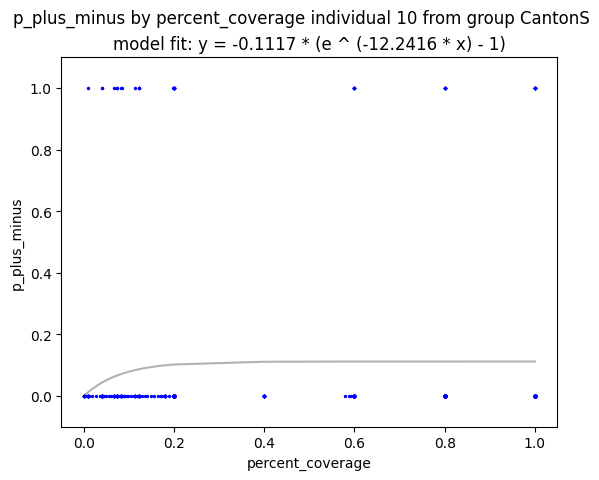 p_plus_minus by percent_coverage individual 10 from group CantonS
model fit: y = -0.1117 * (e ^ (-12.2416 * x) - 1)
1.0
0.8
0.6
0.4
0.2
0.0
p_plus_minus
0.0 0.2 0.4 0.6 0.8 1.0
percent_coverage